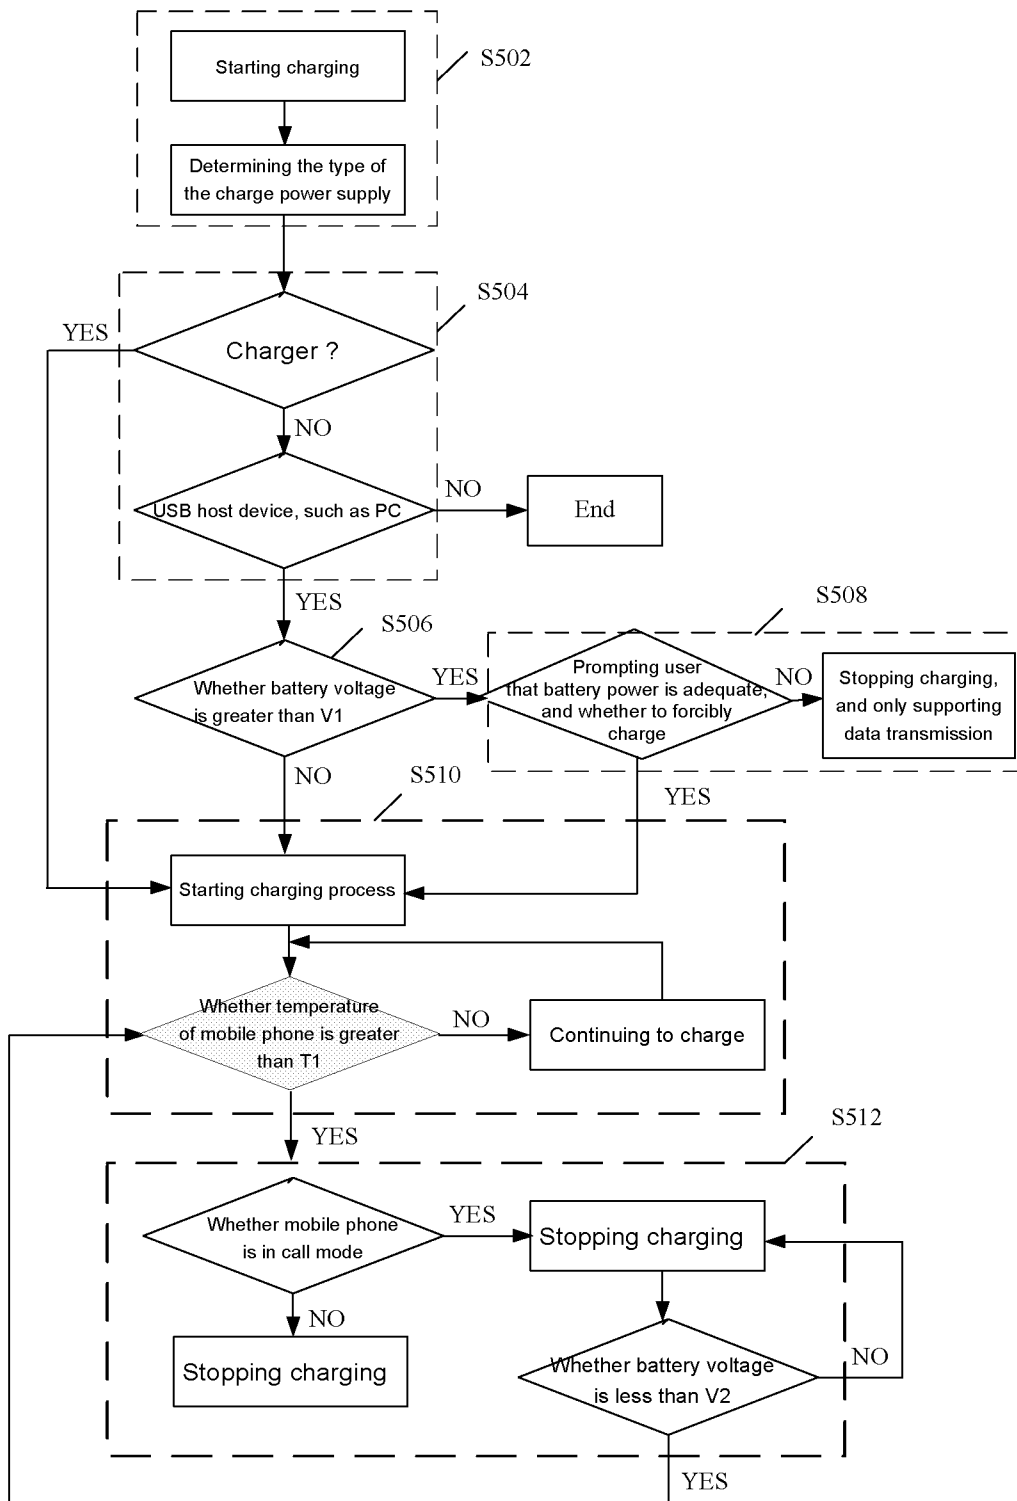 Starting charging
S502
Determining the type of
the charge power supply
S504
YES
Charger ?
NO
USB host device, such as PC
NO
End
YES
S506
S508
Whether battery voltage
is greater than V1
YES
Prompting user
that battery power is adequate,
and whether to forcibly
charge
NO
Stopping charging,
and only supporting
data transmission
NO
S510
YES
Starting charging process
Whether temperature
of mobile phone is greater
than T1
NO
Continuing to charge
YES
S512
Whether mobile phone
is in call mode
YES
Stopping charging
NO
Stopping charging
Whether battery voltage
is less than V2
NO
YES